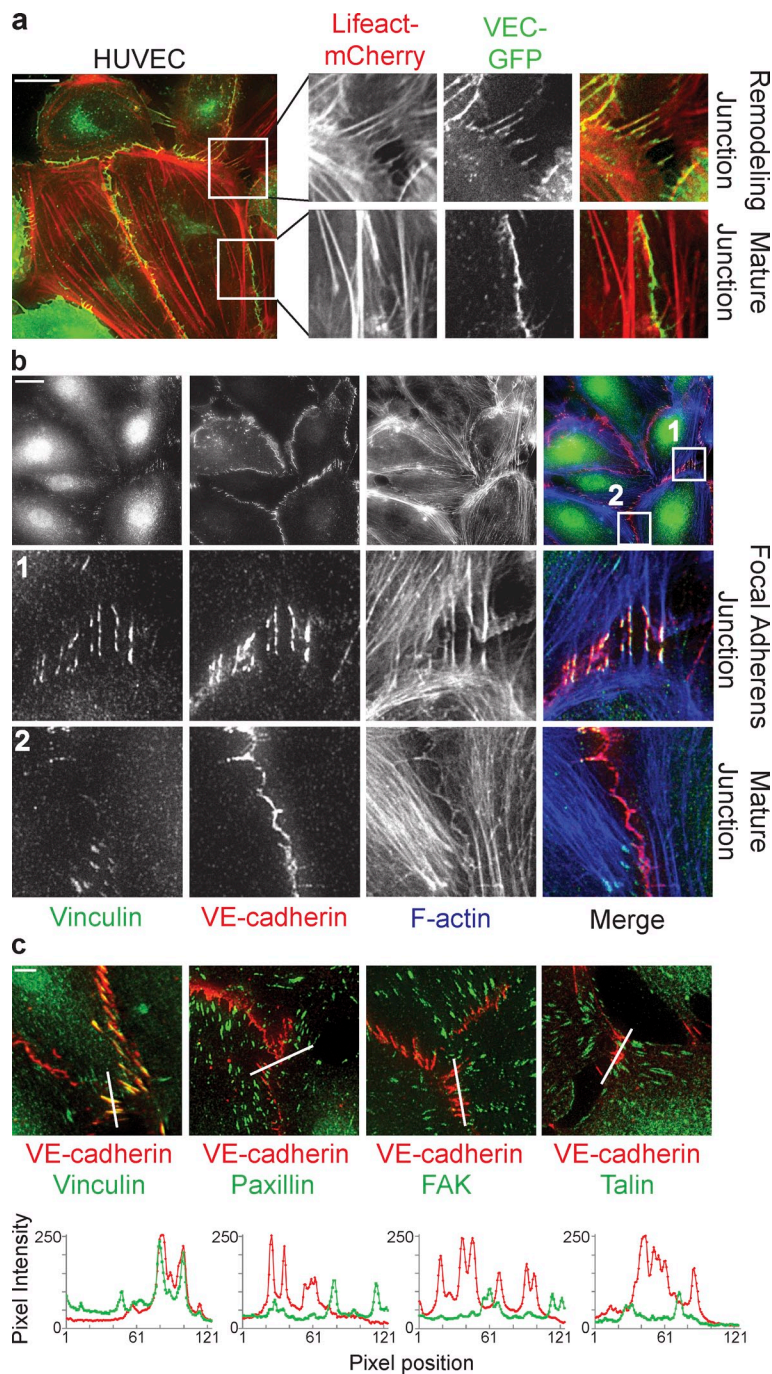 a
HUVEC
Lifeact-
mCherry
VEC-
GFP
Remodeling
Junction
Mature
Junction
b
1
2
1
Focal Adherens
Junction
2
Mature
Junction
Vinculin
VE-cadherin
F-actin
Merge
c
VE-cadherin
Vinculin
VE-cadherin
Paxillin
VE-cadherin
FAK
VE-cadherin
Talin
Pixel Intensity
250
0
1
61
121
250
0
1
61
121
250
0
1
61
121
250
0
1
61
121
Pixel position